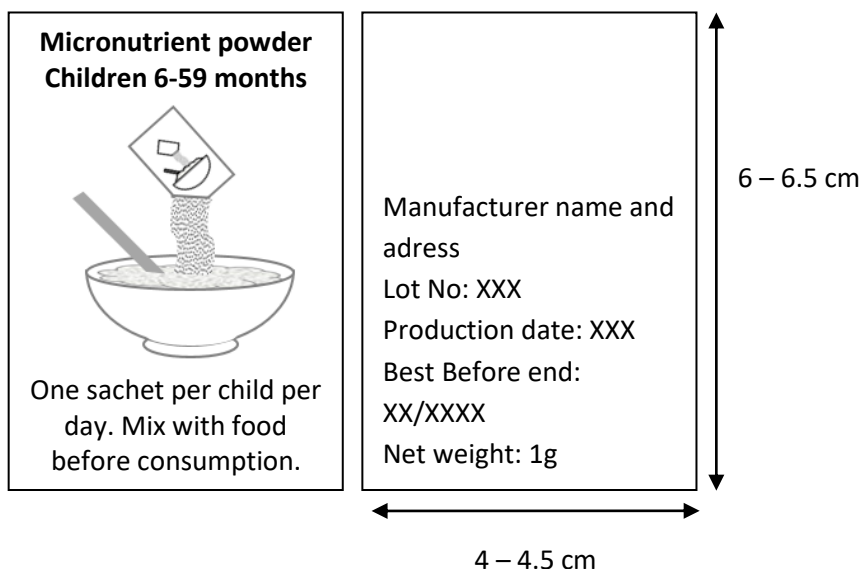 Micronutrient powder
Children 6-59 months
One sachet per child per
day. Mix with food
before consumption.
Manufacturer name and
adress
Lot No: XXX
Production date: XXX
Best Before end:
XX/XXXX
Net weight: 1g
6 – 6.5 cm
4 – 4.5 cm